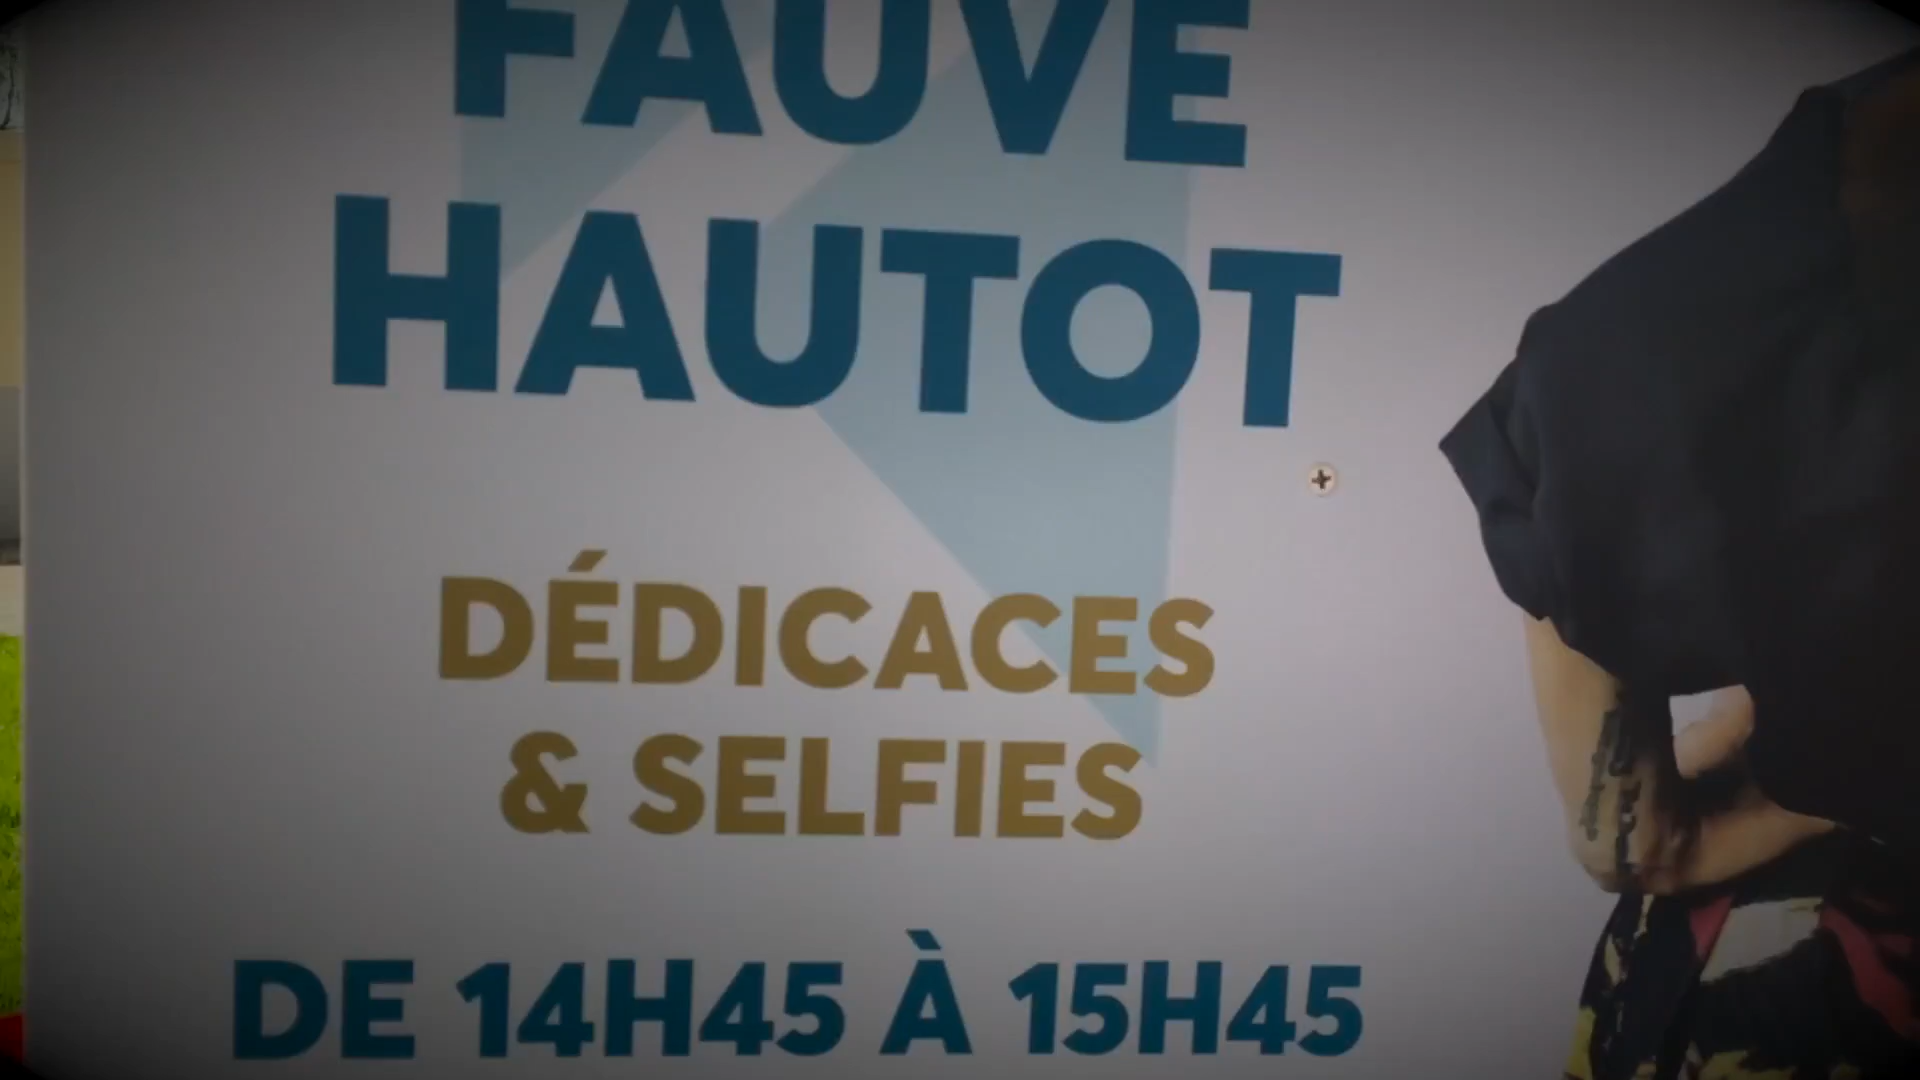 FAUVE
HAUTOT
DÉDICACES
& SELFIES
DE 14H45 À 15H45